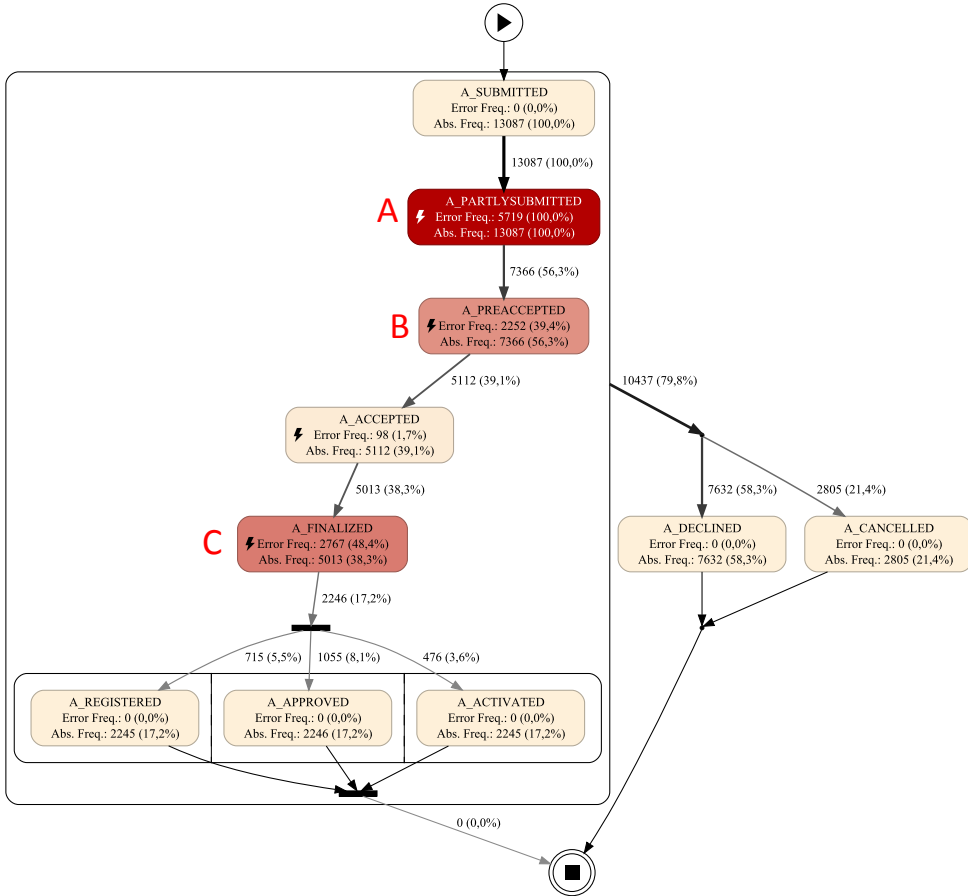 A_SUBMITTED
Error Freq.: 0 (0,0%)
Abs. Freq.: 13087 (100,0%)
13087 (100,0%)
A
A_PARTLYSUBMITTED
Error Freq.: 5719 (100,0%)
Abs. Freq.: 13087 (100,0%)
7366 (56,3%)
B
A_PREACCEPTED
Error Freq.: 2252 (39,4%)
Abs. Freq.: 7366 (56,3%)
5112 (39,1%)
10437 (79,8%)
A_ACCEPTED
Error Freq.: 98 (1,7%)
Abs. Freq.: 5112 (39,1%)
5013 (38,3%)
7632 (58,3%)
2805 (21,4%)
C
A_FINALIZED
Error Freq.: 2767 (48,4%)
Abs. Freq.: 5013 (38,3%)
A_DECLINED
Error Freq.: 0 (0,0%)
Abs. Freq.: 7632 (58,3%)
A_CANCELLED
Error Freq.: 0 (0,0%)
Abs. Freq.: 2805 (21,4%)
2246 (17,2%)
715 (5,5%)
1055 (8,1%)
476 (3,6%)
A_REGISTERED
Error Freq.: 0 (0,0%)
Abs. Freq.: 2245 (17,2%)
A_APPROVED
Error Freq.: 0 (0,0%)
Abs. Freq.: 2246 (17,2%)
A_ACTIVATED
Error Freq.: 0 (0,0%)
Abs. Freq.: 2245 (17,2%)
0 (0,0%)